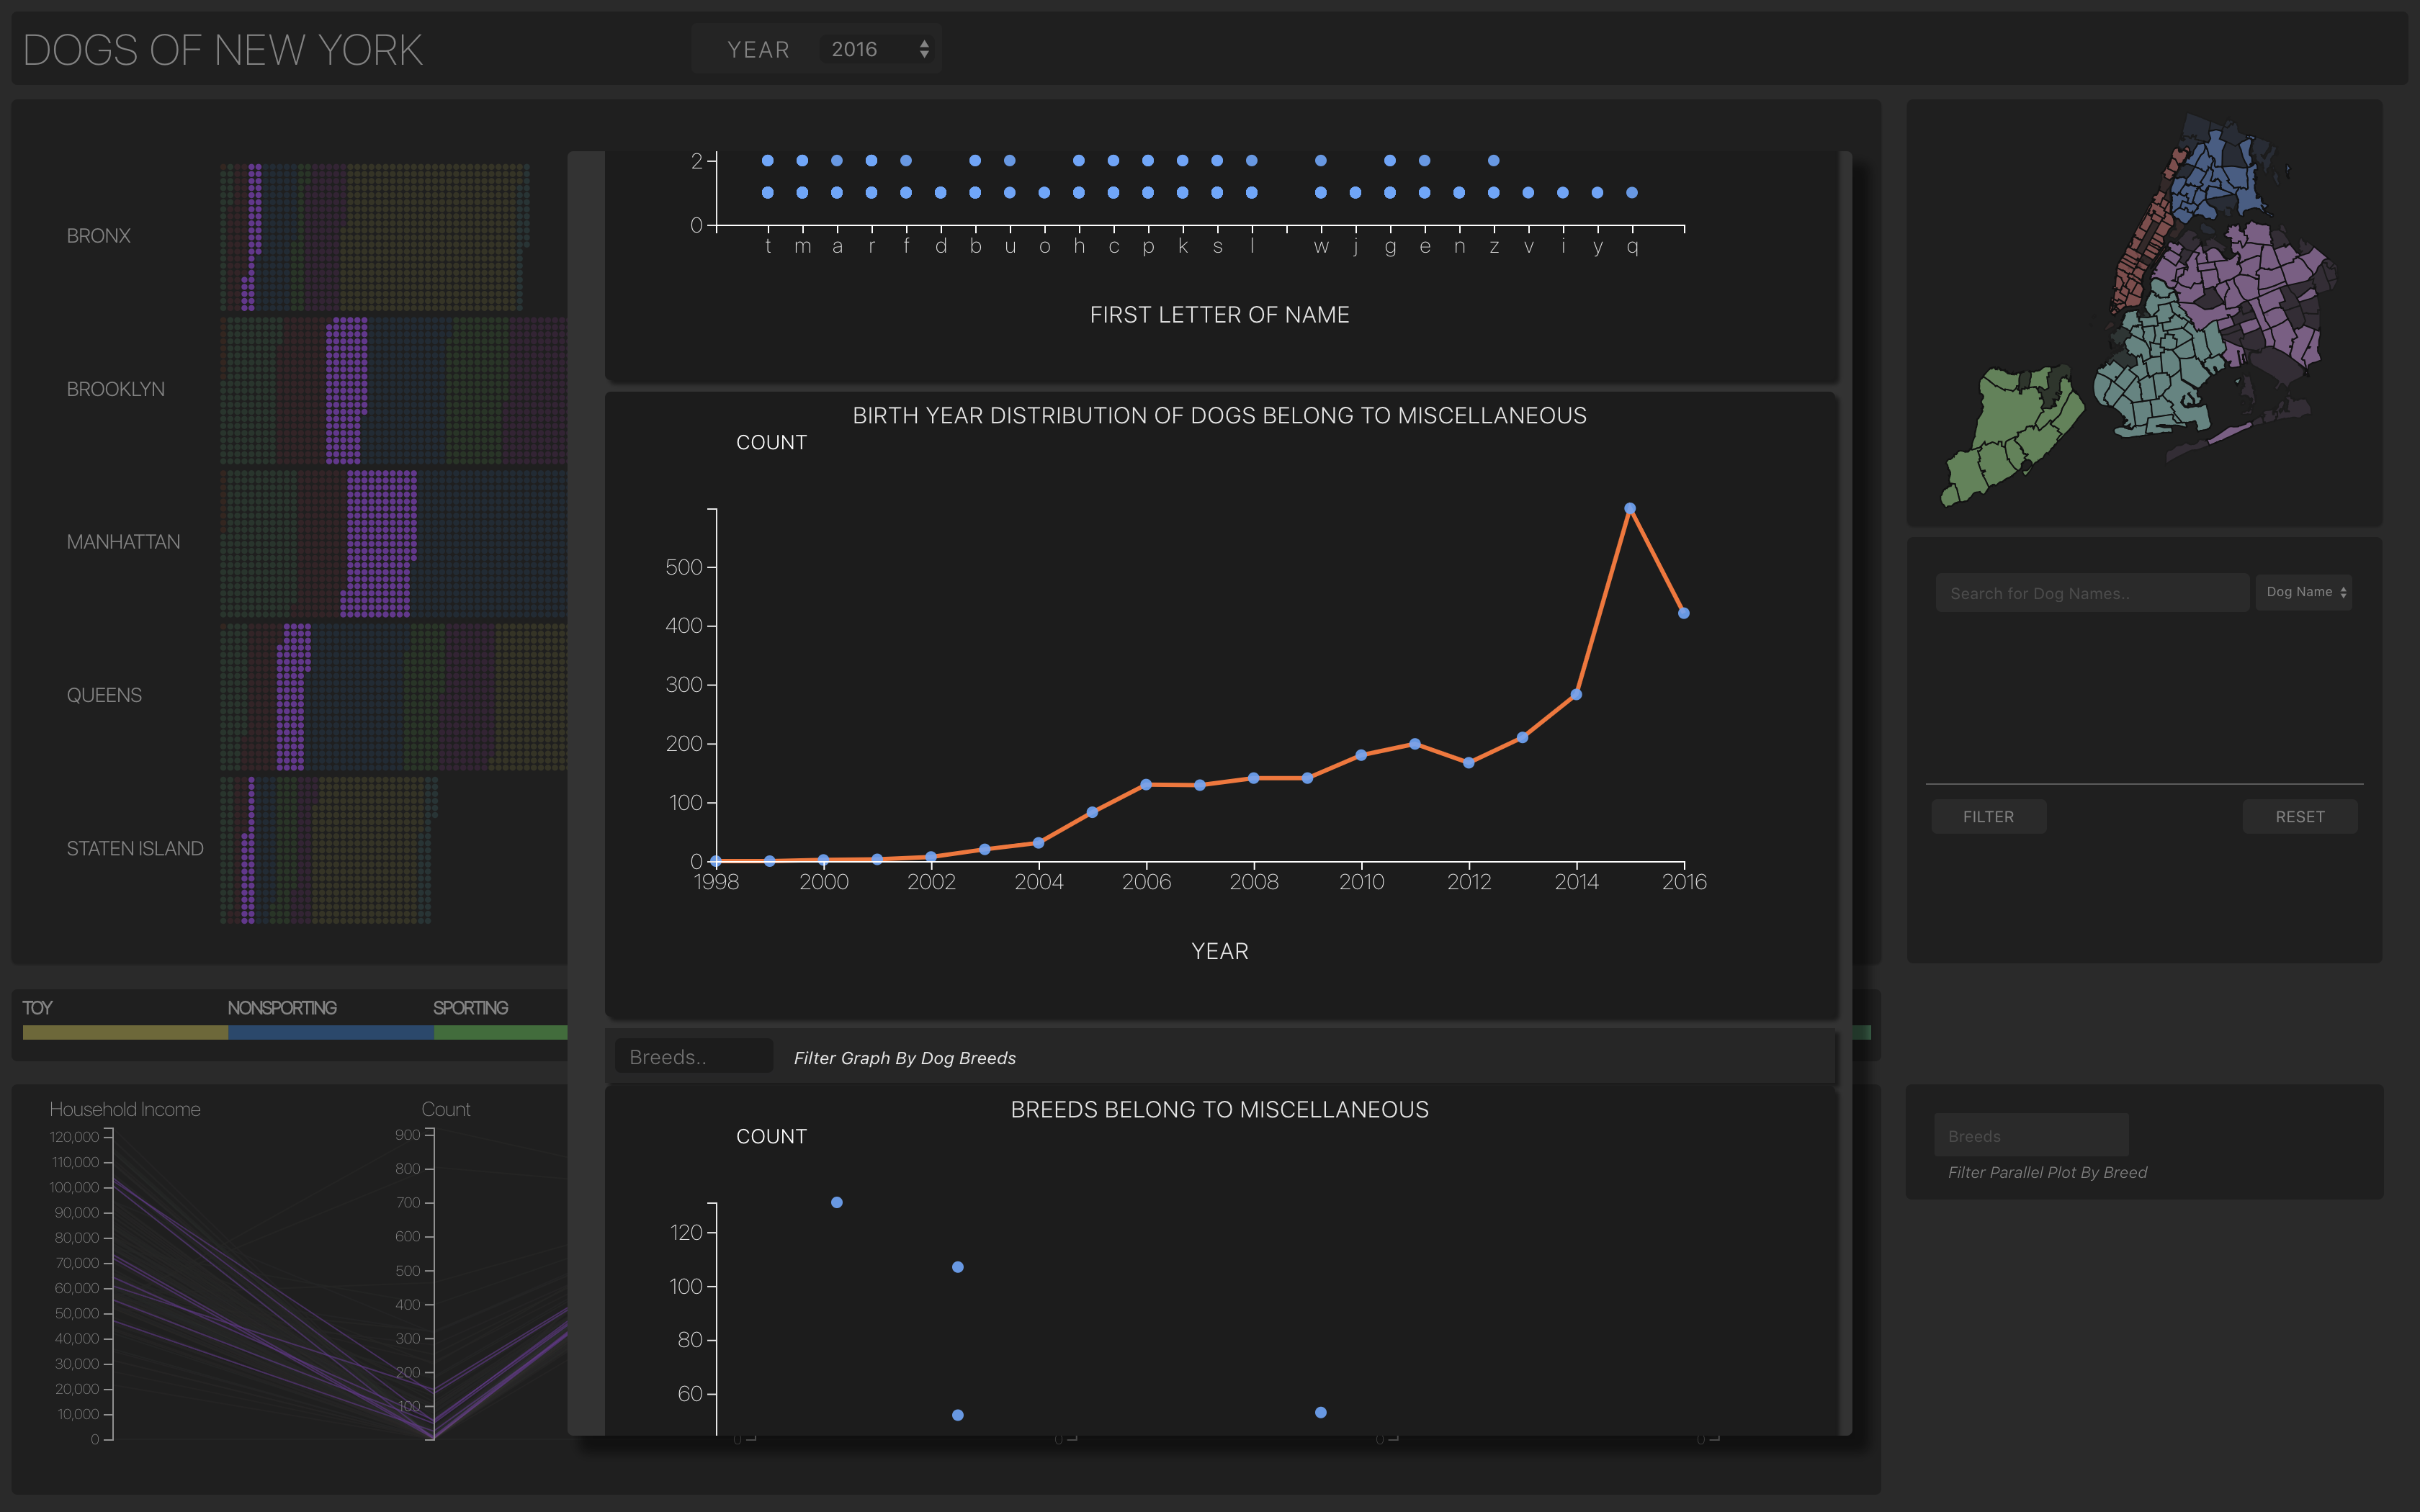 DOGS OF NEW YORK
YEAR 2016
2
0
t m a r f d b u o h c p k s l w j g e n z v i y q
FIRST LETTER OF NAME
BRONX
BROOKLYN
MANHATTAN
QUEENS
STATEN ISLAND
BIRTH YEAR DISTRIBUTION OF DOGS BELONG TO MISCELLANEOUS
COUNT
500
400
300
200
100
0
1998 2000 2002 2004 2006 2008 2010 2012 2014 2016
YEAR
Search for Dog Names.. Dog Name
FILTER RESET
TOY NONSPORTING SPORTING
Breeds.. Filter Graph By Dog Breeds
BREEDS BELONG TO MISCELLANEOUS
COUNT
120
100
80
60
Household Income
120,000
110,000
100,000
90,000
80,000
70,000
60,000
50,000
40,000
30,000
20,000
10,000
0
Count
900
800
700
600
500
400
300
200
100
0 0 0 0
Breeds
Filter Parallel Plot By Breed